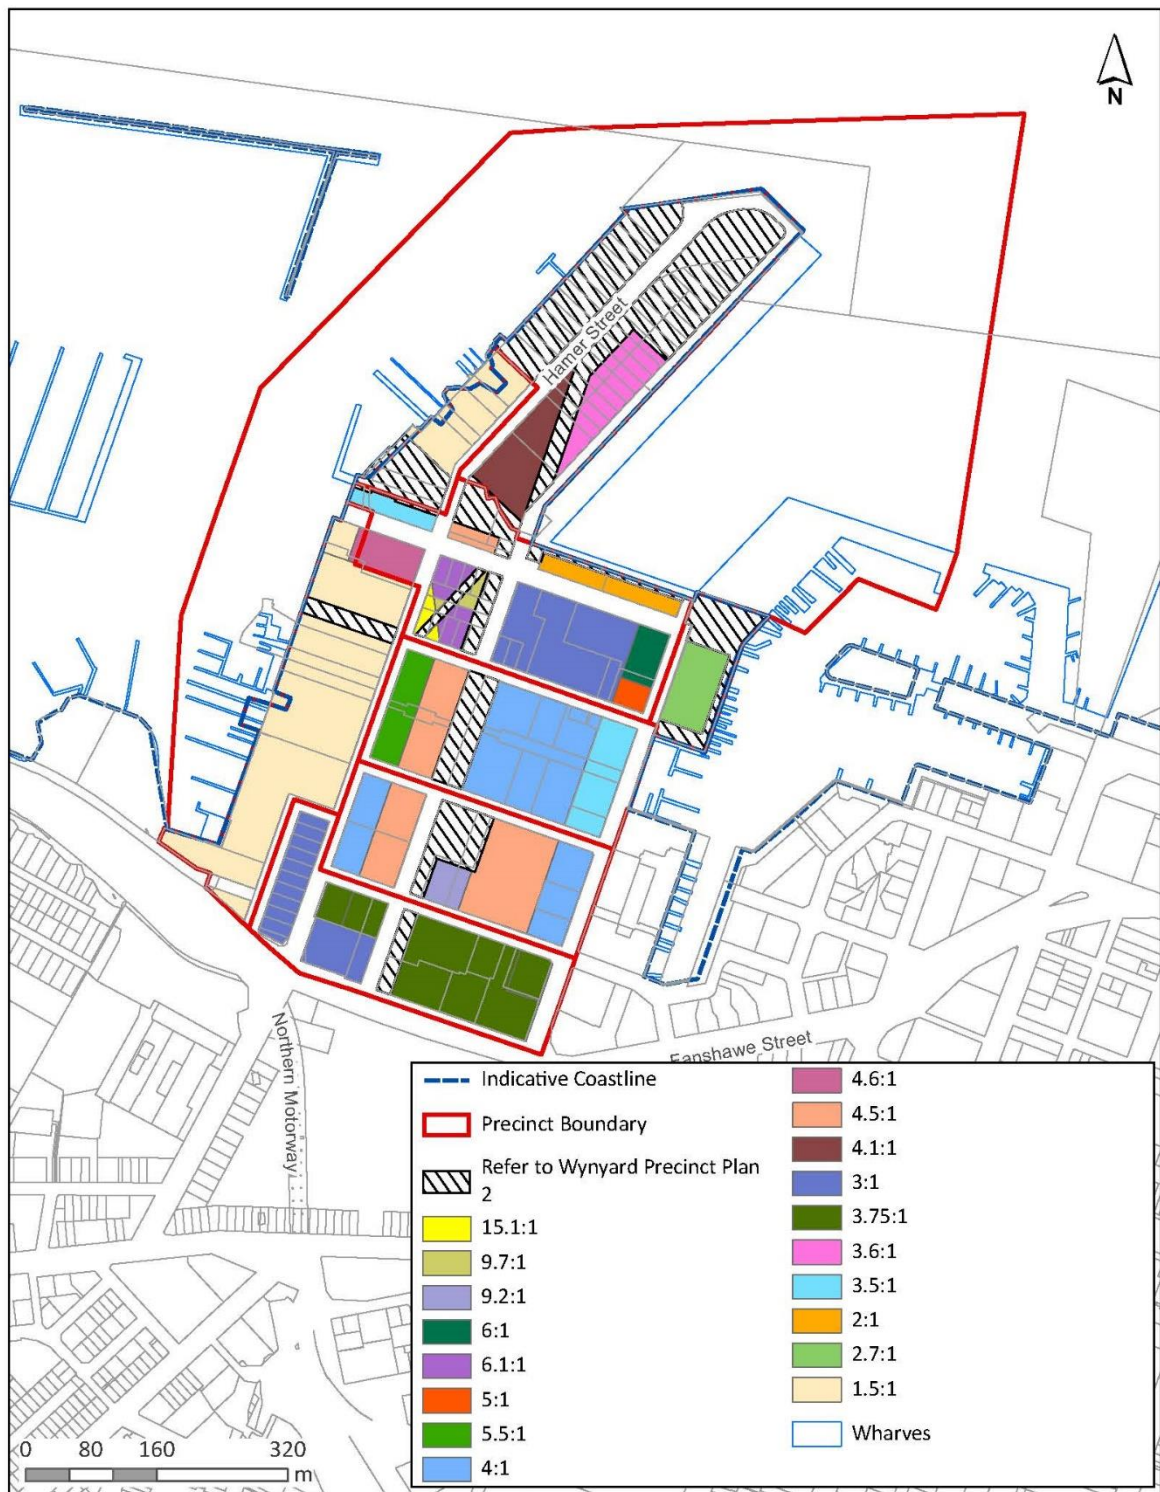 N
Hamer Street
Fanshawe Street
Northern Motorway
Indicative Coastline
Precinct Boundary
Refer to Wynyard Precinct Plan
2
15.1:1
9.7:1
9.2:1
6:1
6.1:1
5:1
5.5:1
4:1
4.6:1
4.5:1
4.1:1
3:1
3.75:1
3.6:1
3.5:1
2:1
2.7:1
1.5:1
Wharves
0 80 160 320
m